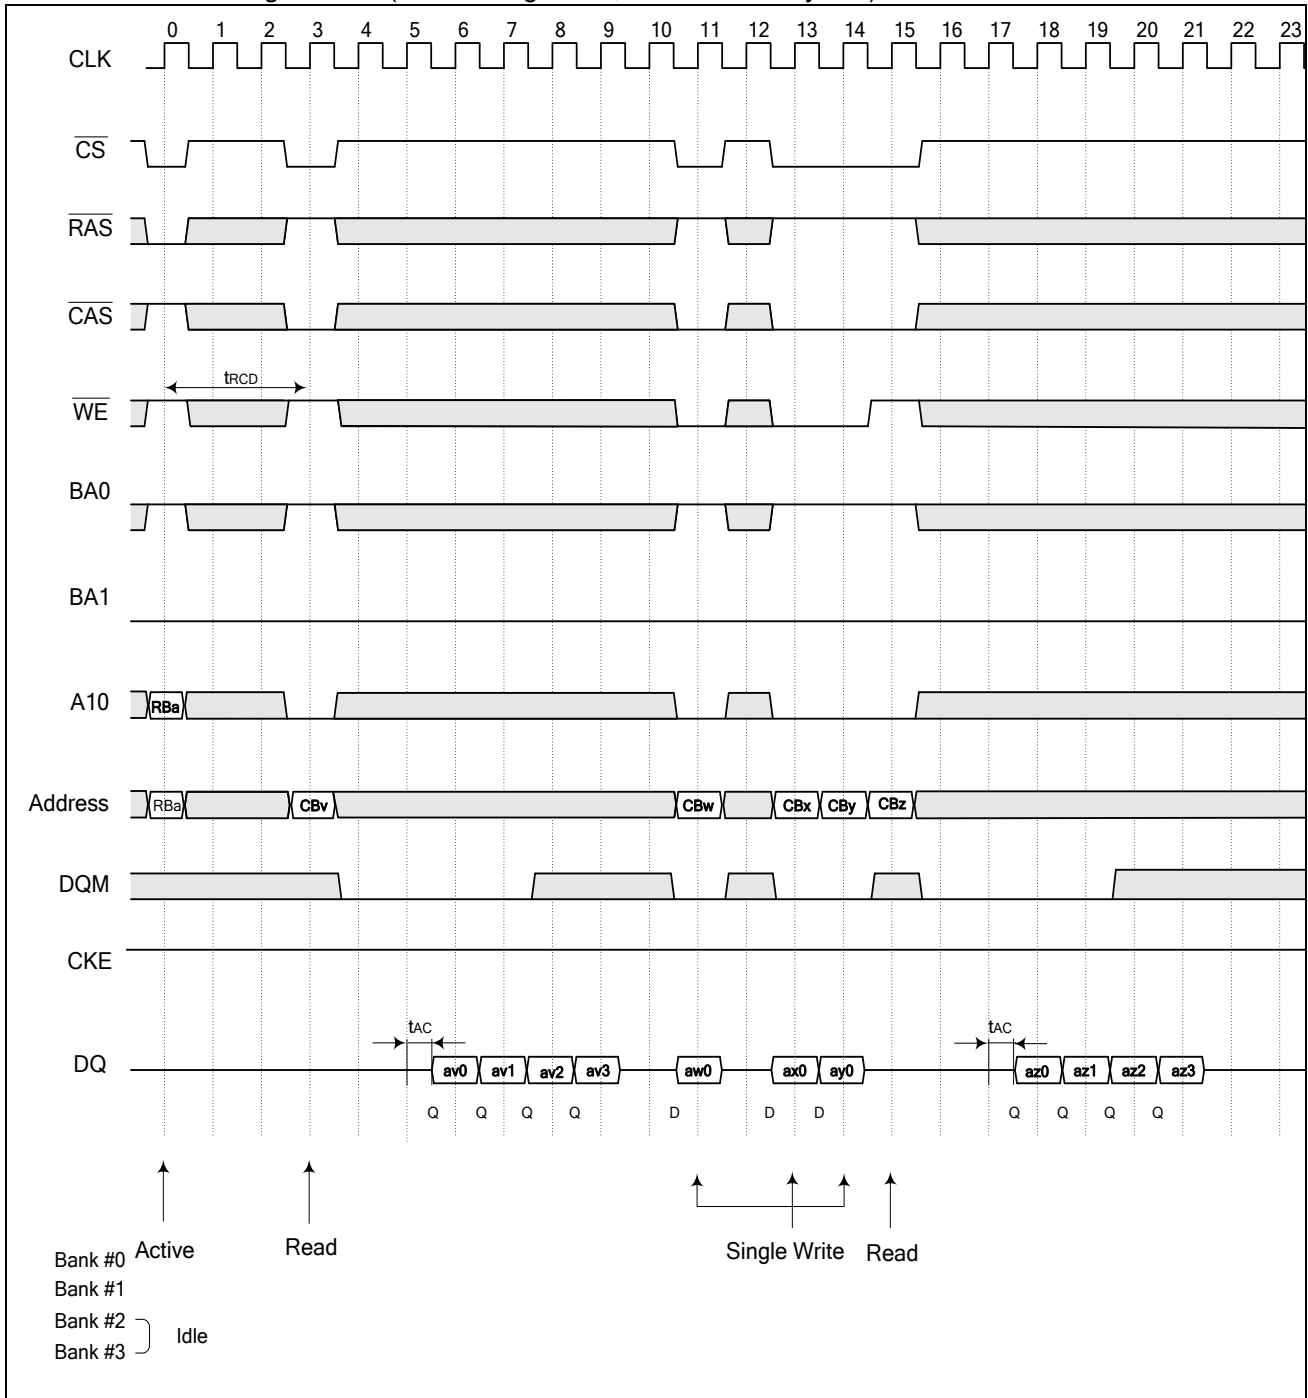 0 1 2 3 4 5 6 7 8 9 10 11 12 13 14 15 16 17 18 19 20 21 22 23
CLK
CS
RAS
CAS
tRCD
WE
BA0
BA1
A10 RBa
Address RBa CBv CBw CBx CBy CBz
DQM
CKE
tAC tAC
DQ av0 av1 av2 av3 aw0 ax0 ay0 az0 az1 az2 az3
Q Q Q Q D D D Q Q Q Q
Active Read Single Write Read
Bank #0
Bank #1
Bank #2
Idle
Bank #3